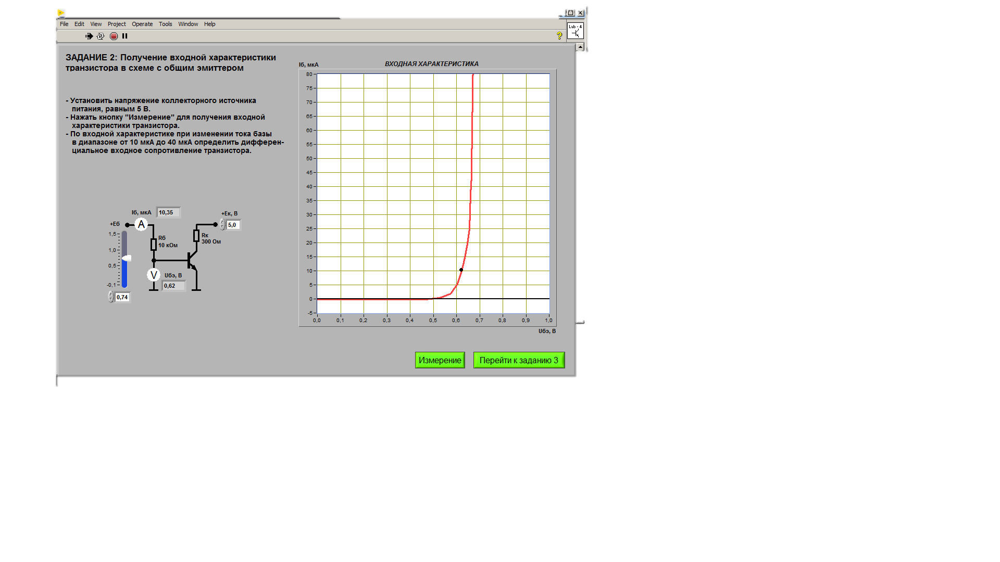 File Edit View Project Operate Tools Window Help
Lab - 4
?
ЗАДАНИЕ 2: Получение входной характеристики
транзистора в схеме с общим эмиттером
- Установить напряжение коллекторного источника
питания, равным 5 В.
- Нажать кнопку "Измерение" для получения входной
характеристики транзистора.
- По входной характеристике при изменении тока базы
в диапазоне от 10 мкА до 40 мкА определить дифферен-
циальное входное сопротивление транзистора.
Iб, мкА 10,35
+Eк, В
5,0
+Eб
A
1,5
1,0
0,5
-0,1
0,74
Rб
10 кОм
Rк
300 Ом
V
Uбэ, В
0,62
Iб, мкА
ВХОДНАЯ ХАРАКТЕРИСТИКА
80
75
70
65
60
55
50
45
40
35
30
25
20
15
10
5
0
-5
0,0 0,1 0,2 0,3 0,4 0,5 0,6 0,7 0,8 0,9 1,0
Uбэ, В
Измерение
Перейти к заданию 3